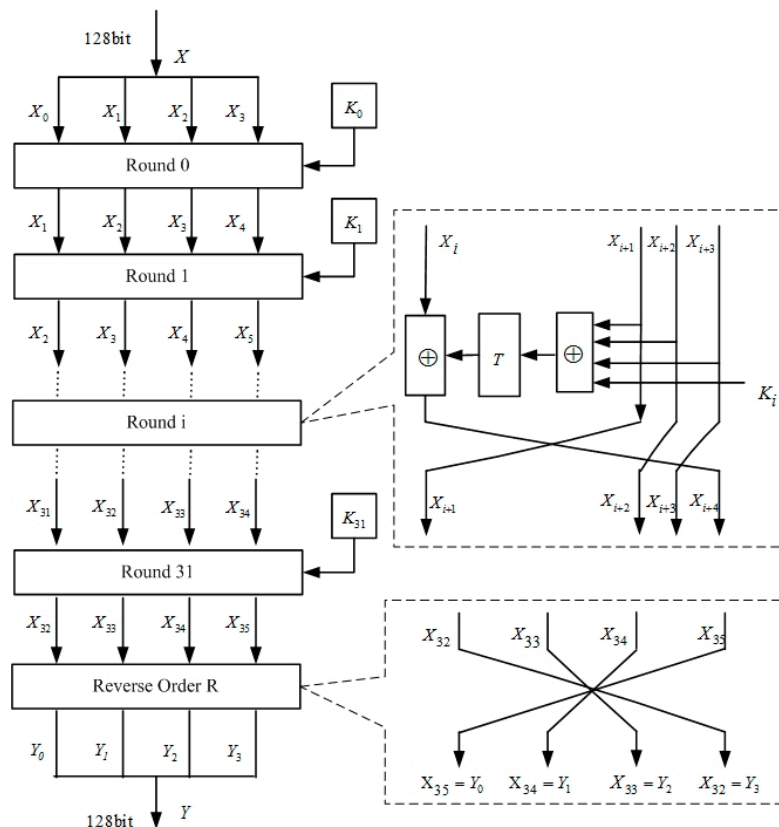 128bit
X
X₀ X₁ X₂ X₃ K₀
Round 0
X₁ X₂ X₃ X₄ K₁
Round 1
X₂ X₃ X₄ X₅
Round i
X₃₁ X₃₂ X₃₃ X₃₄ K₃₁
Round 31
X₃₂ X₃₃ X₃₄ X₃₅
Reverse Order R
Y₀ Y₁ Y₂ Y₃
128bit Y
Xᵢ Xᵢ₊₁ Xᵢ₊₂ Xᵢ₊₃
⊕ T ⊕
Kᵢ
Xᵢ₊₁ Xᵢ₊₂ Xᵢ₊₃ Xᵢ₊₄
X₃₂ X₃₃ X₃₄ X₃₅
X₃₅ = Y₀ X₃₄ = Y₁ X₃₃ = Y₂ X₃₂ = Y₃